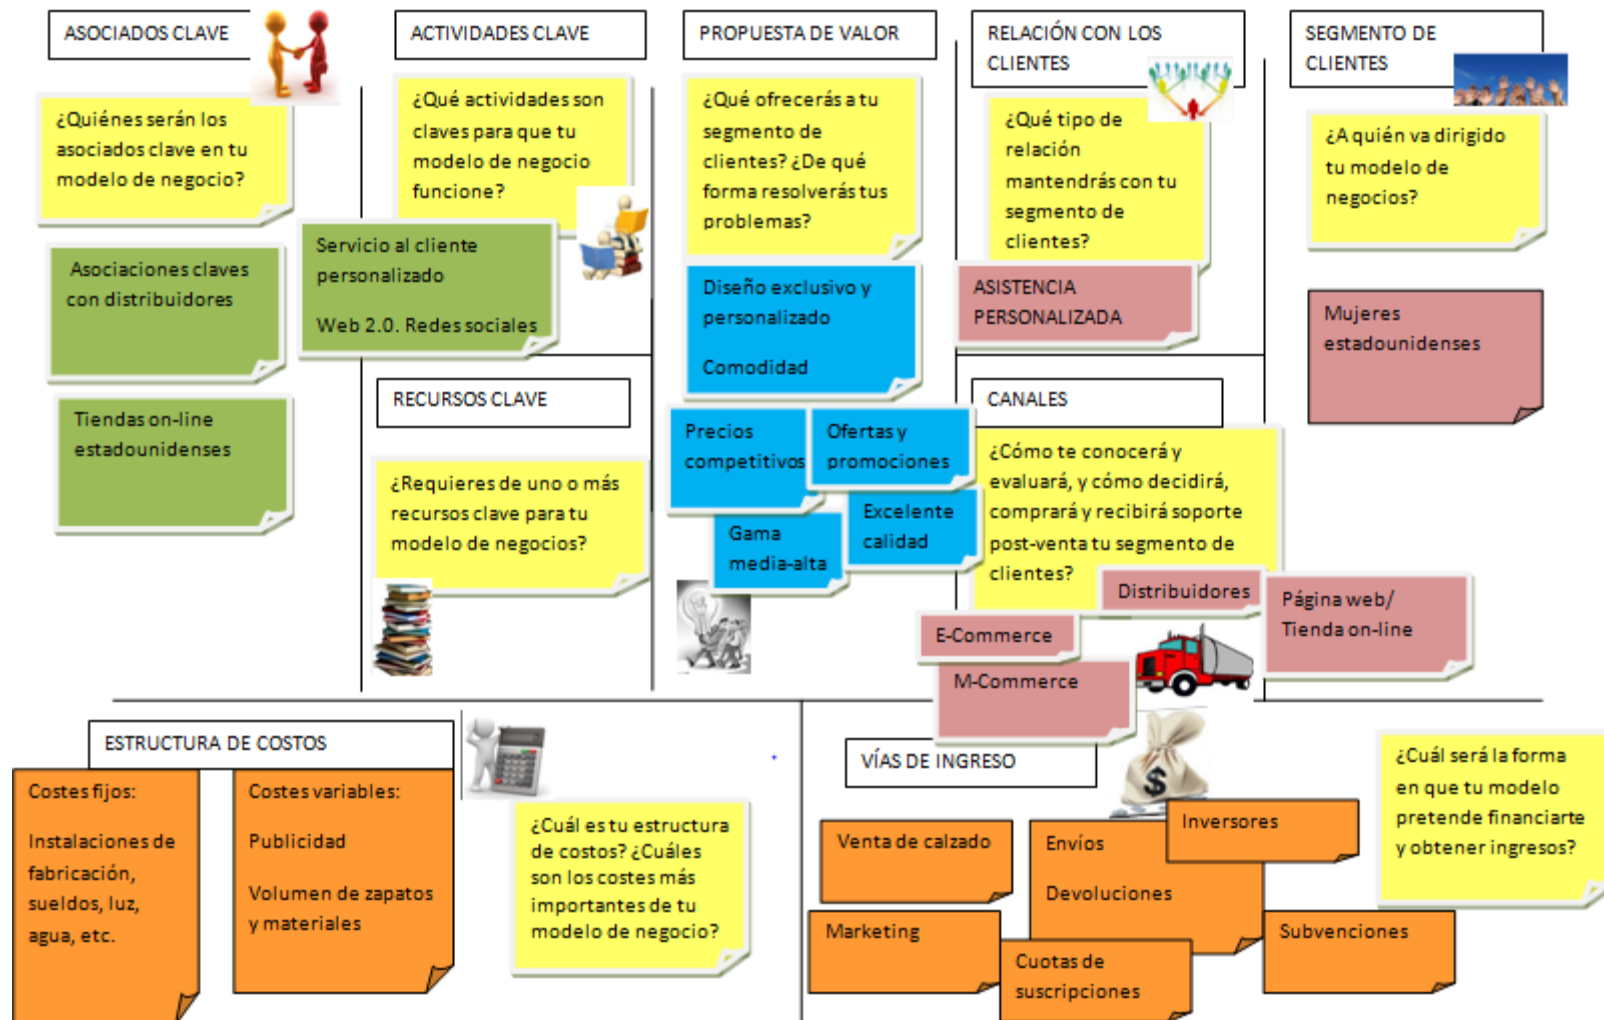 ASOCIADOS CLAVE
¿Quiénes serán los
asociados clave en tu
modelo de negocio?
Asociaciones claves
con distribuidores
Tiendas on-line
estadounidenses
ACTIVIDADES CLAVE
¿Qué actividades son
claves para que tu
modelo de negocio
funcione?
Servicio al cliente
personalizado
Web 2.0. Redes sociales
RECURSOS CLAVE
¿Requieres de uno o más
recursos clave para tu
modelo de negocios?
PROPUESTA DE VALOR
¿Qué ofrecerás a tu
segmento de
clientes? ¿De qué
forma resolverás tus
problemas?
Diseño exclusivo y
personalizado
Comodidad
Precios
competitivos
Ofertas y
promociones
Gama
media-alta
Excelente
calidad
RELACIÓN CON LOS
CLIENTES
¿Qué tipo de
relación
mantendrás con tu
segmento de
clientes?
ASISTENCIA
PERSONALIZADA
CANALES
¿Cómo te conocerá y
evaluará, y cómo decidirá,
comprará y recibirá soporte
post-venta tu segmento de
clientes?
Distribuidores
E-Commerce
M-Commerce
Página web/
Tienda on-line
SEGMENTO DE
CLIENTES
¿A quién va dirigido
tu modelo de
negocios?
Mujeres
estadounidenses
ESTRUCTURA DE COSTOS
Costes fijos:
Instalaciones de
fabricación,
sueldos, luz,
agua, etc.
Costes variables:
Publicidad
Volumen de zapatos
y materiales
¿Cuál es tu estructura
de costos? ¿Cuáles
son los costes más
importantes de tu
modelo de negocio?
VÍAS DE INGRESO
$
Venta de calzado
Envíos
Devoluciones
Inversores
Marketing
Cuotas de
suscripciones
Subvenciones
¿Cuál será la forma
en que tu modelo
pretende financiarte
y obtener ingresos?